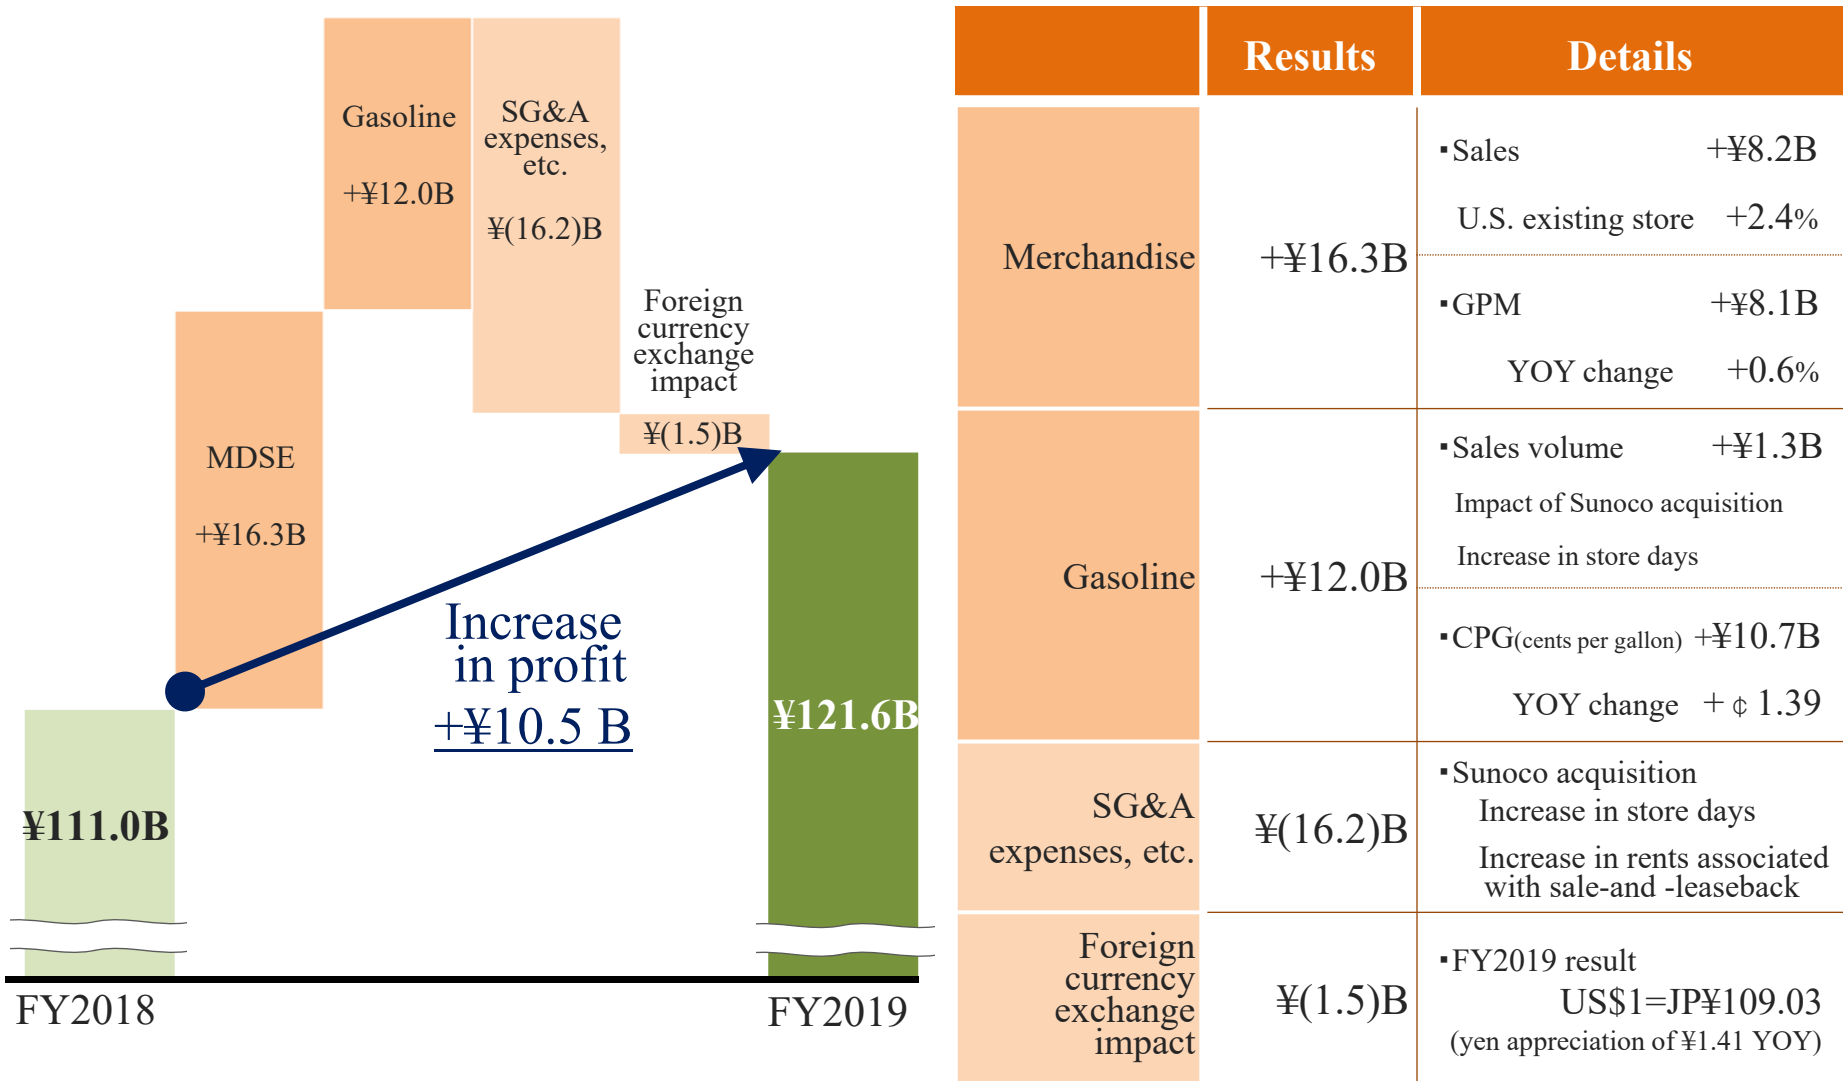 Gasoline
+¥12.0B
SG&A
expenses,
etc.
¥(16.2)B
Foreign
currency
exchange
impact
¥(1.5)B
MDSE
+¥16.3B
Increase
in profit
+¥10.5 B
¥111.0B
¥121.6B
FY2018
FY2019
Results
Details
Merchandise
+¥16.3B
▪Sales +¥8.2B
U.S. existing store +2.4%
▪GPM +¥8.1B
YOY change +0.6%
Gasoline
+¥12.0B
▪Sales volume +¥1.3B
Impact of Sunoco acquisition
Increase in store days
▪CPG(cents per gallon) +¥10.7B
YOY change +￠1.39
SG&A
expenses, etc.
¥(16.2)B
▪Sunoco acquisition
Increase in store days
Increase in rents associated
with sale-and -leaseback
Foreign
currency
exchange
impact
¥(1.5)B
▪FY2019 result
US$1=JP¥109.03
(yen appreciation of ¥1.41 YOY)